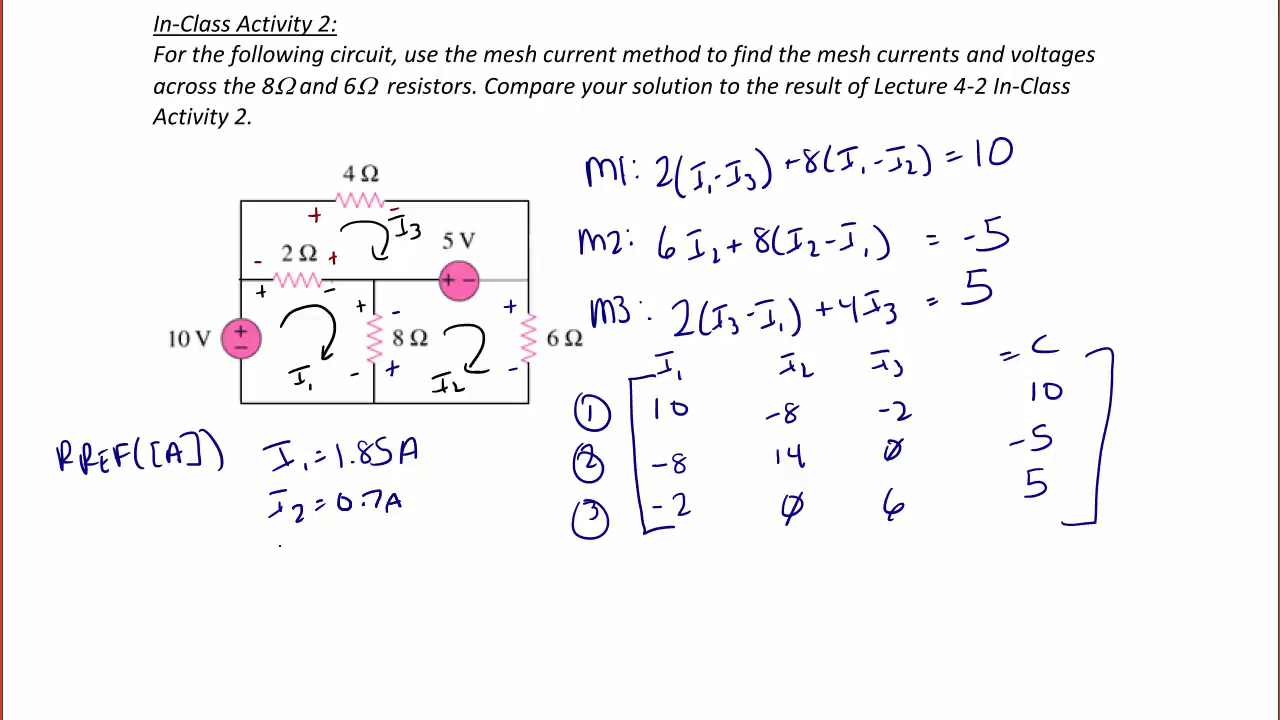 In-Class Activity 2:
For the following circuit, use the mesh current method to find the mesh currents and voltages
across the 8Ω and 6Ω resistors. Compare your solution to the result of Lecture 4-2 In-Class
Activity 2.
m1: 2(I₁-I₃) +8(I₁-I₂) = 10
m2: 6I₂+8(I₂-I₁) = -5
m3: 2(I₃-I₁)+4I₃ = 5
4 Ω
+ -
I₃
5 V
2 Ω
- +
+ -
+ -
10 V
+ -
+ -
8 Ω
- +
+ -
6 Ω
I₁
I₂
I₁ I₂ I₃ = C
① 10 -8 -2 10
② -8 14 0 -5
③ -2 0 6 5
RREF([A]) I₁=1.85A
I₂=0.7A